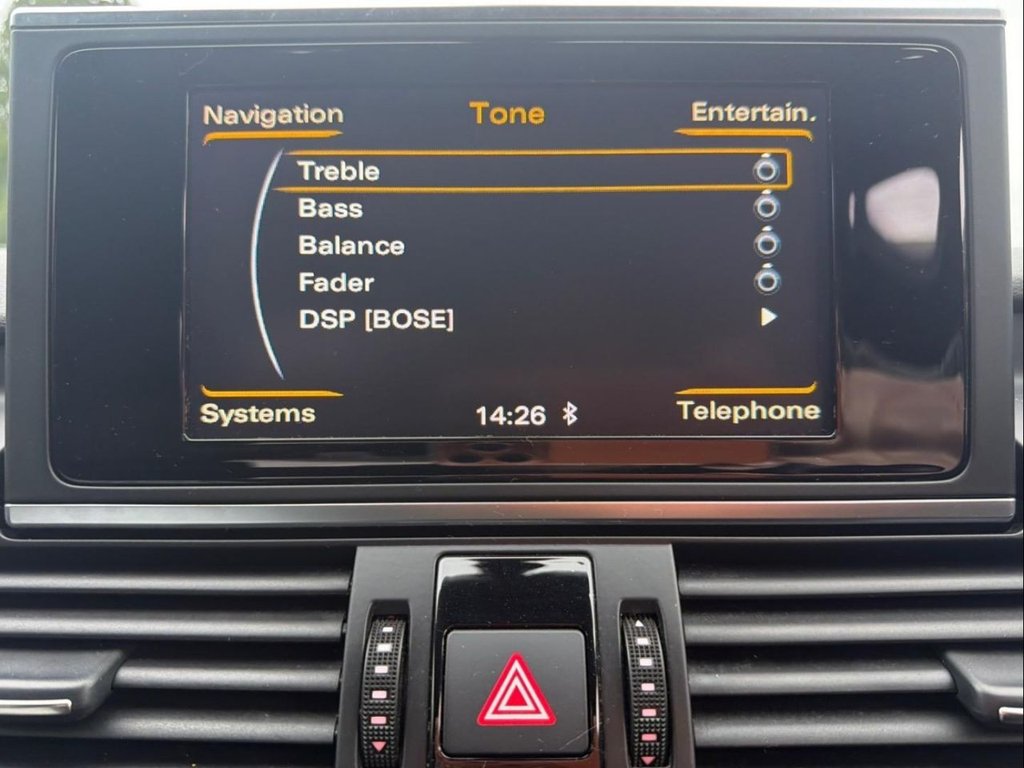 Navigation Tone Entertain.
Treble
Bass
Balance
Fader
DSP [BOSE]
Systems 14:26 Telephone